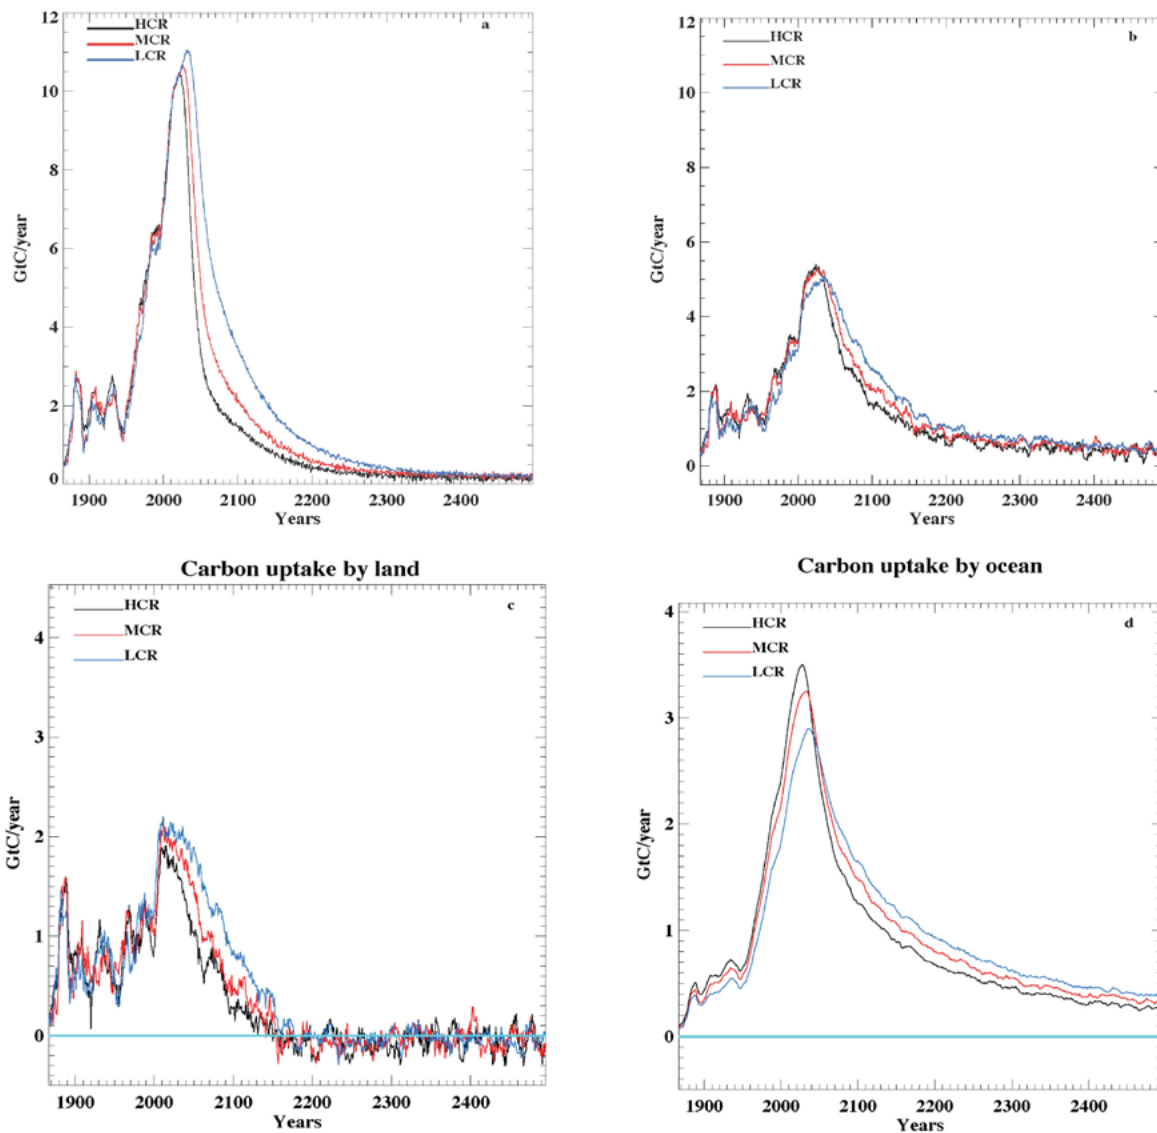 12
HCR
MCR
LCR
a
10
8
6
4
2
0
GtC/year
1900 2000 2100 2200 2300 2400
Years
12
HCR
MCR
LCR
b
10
8
6
4
2
0
GtC/year
1900 2000 2100 2200 2300 2400
Years
Carbon uptake by land
HCR
MCR
LCR
c
4
3
2
1
0
GtC/year
1900 2000 2100 2200 2300 2400
Years
Carbon uptake by ocean
HCR
MCR
LCR
d
4
3
2
1
0
GtC/year
1900 2000 2100 2200 2300 2400
Years